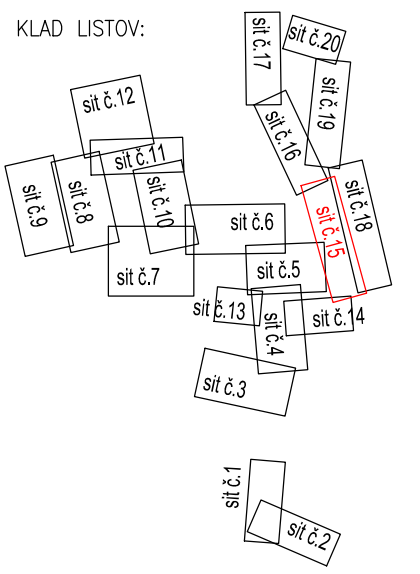 KLAD LISTOV:
sit č.17
sit č.20
sit č.12
sit č.19
sit č.16
sit č.11
sit č.9
sit č.8
sit č.10
sit č.18
sit č.15
sit č.6
sit č.7
sit č.5
sit č.13
sit č.14
sit č.4
sit č.3
sit č.1
sit č.2